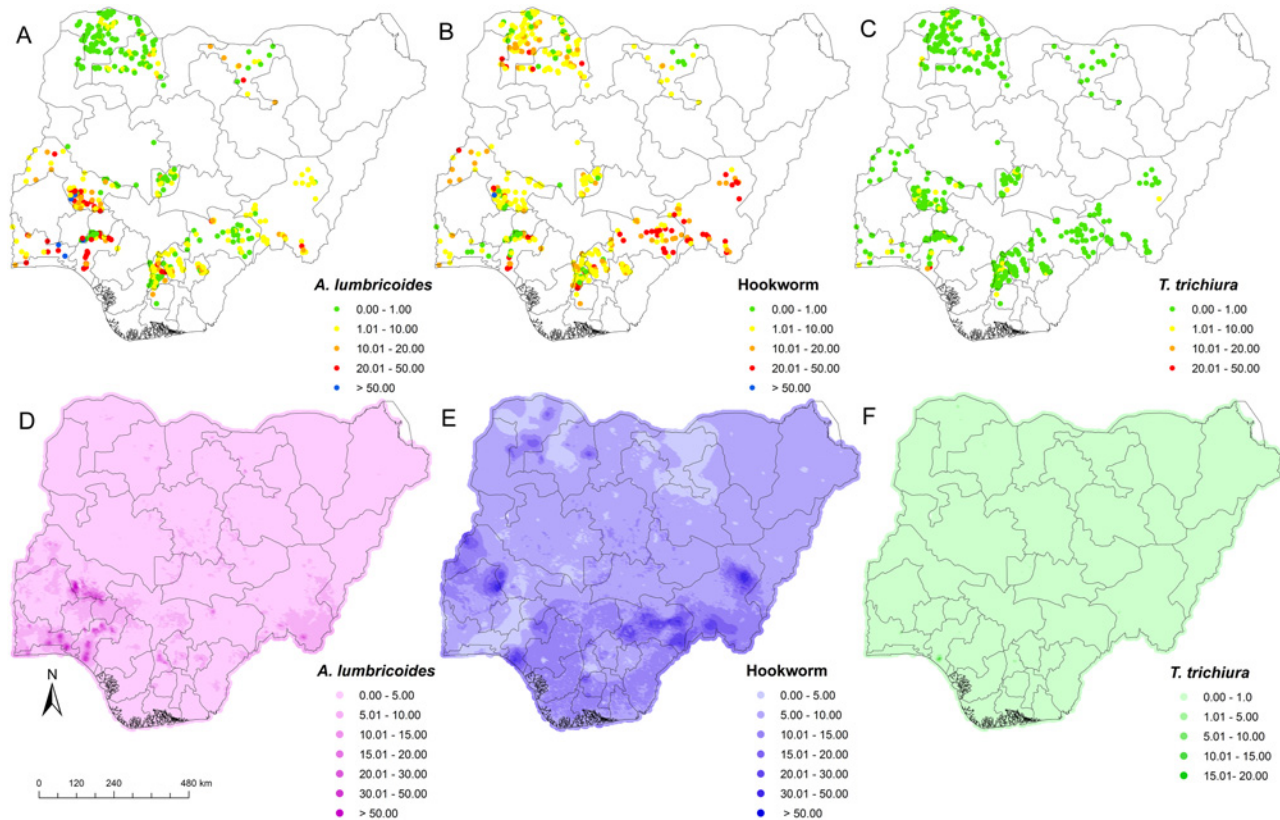 A
A. lumbricoides
0.00 - 1.00
1.01 - 10.00
10.01 - 20.00
20.01 - 50.00
> 50.00
B
Hookworm
0.00 - 1.00
1.01 - 10.00
10.01 - 20.00
20.01 - 50.00
> 50.00
C
T. trichiura
0.00 - 1.00
1.01 - 10.00
10.01 - 20.00
20.01 - 50.00
D
N
0 120 240 480 km
A. lumbricoides
0.00 - 5.00
5.01 - 10.00
10.01 - 15.00
15.01 - 20.00
20.01 - 30.00
30.01 - 50.00
> 50.00
E
Hookworm
0.00 - 5.00
5.00 - 10.00
10.01 - 15.00
15.01 - 20.00
20.01 - 30.00
30.01 - 50.00
> 50.00
F
T. trichiura
0.00 - 1.0
1.01 - 5.00
5.01 - 10.00
10.01 - 15.00
15.01- 20.00